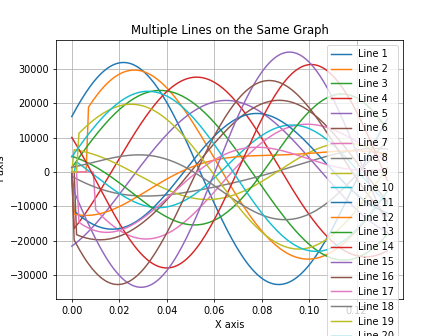 Multiple Lines on the Same Graph
30000
20000
10000
0
−10000
−20000
−30000
0.00
0.02
0.04
0.06
0.08
0.10
X axis
Line 1
Line 2
Line 3
Line 4
Line 5
Line 6
Line 7
Line 8
Line 9
Line 10
Line 11
Line 12
Line 13
Line 14
Line 15
Line 16
Line 17
Line 18
Line 19
Line 20